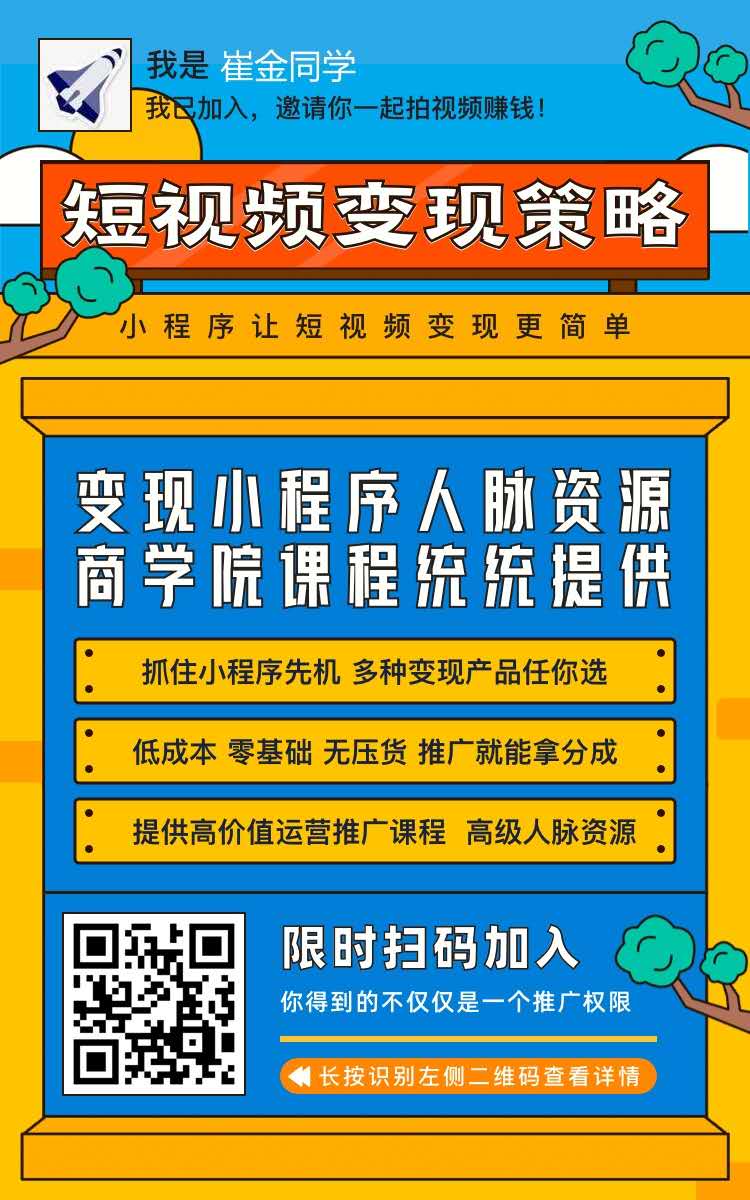 我是 崔金同学
我已加入，邀请你一起拍视频赚钱！
短视频变现策略
小程序让短视频变现更简单
变现小程序人脉资源
商学院课程统统提供
抓住小程序先机 多种变现产品任你选
低成本 零基础 无压货 推广就能拿分成
提供高价值运营推广课程 高级人脉资源
限时扫码加入
你得到的不仅仅是一个推广权限
长按识别左侧二维码查看详情